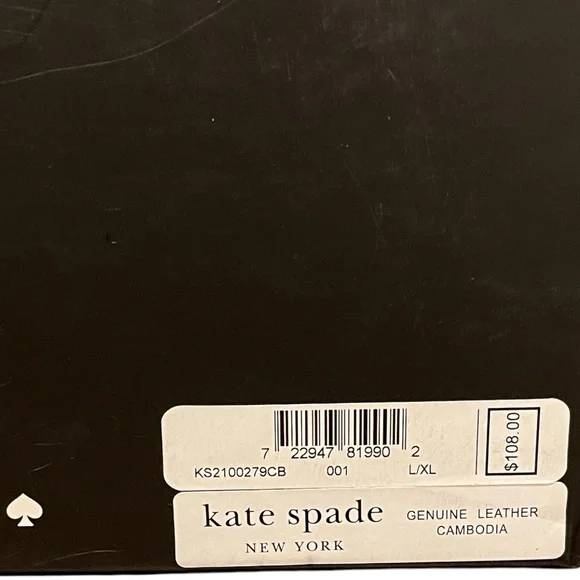 7 22947 81990 2
KS2100279CB 001 L/XL
$108.00
kate spade
NEW YORK
GENUINE LEATHER
CAMBODIA